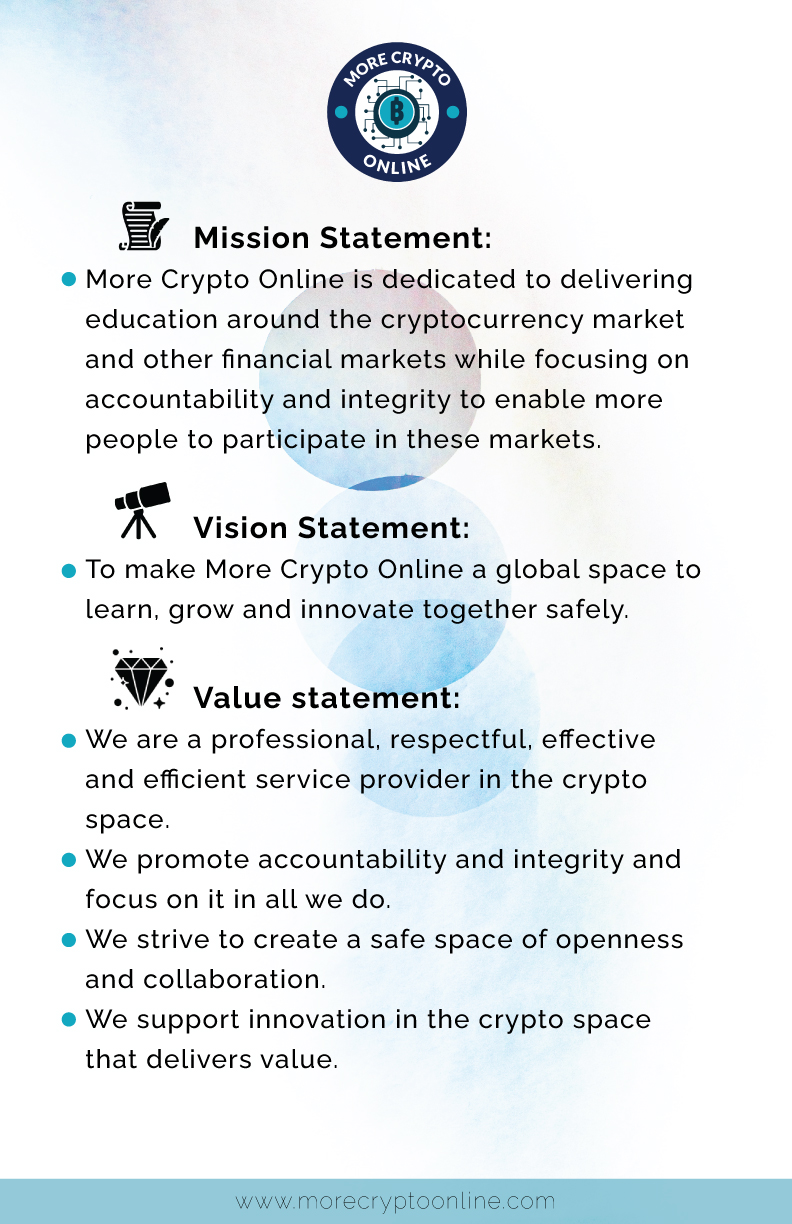 MORE CRYPTO
ONLINE
Mission Statement:
More Crypto Online is dedicated to delivering
education around the cryptocurrency market
and other financial markets while focusing on
accountability and integrity to enable more
people to participate in these markets.
Vision Statement:
To make More Crypto Online a global space to
learn, grow and innovate together safely.
Value statement:
We are a professional, respectful, effective
and efficient service provider in the crypto
space.
We promote accountability and integrity and
focus on it in all we do.
We strive to create a safe space of openness
and collaboration.
We support innovation in the crypto space
that delivers value.
www.morecryptoonline.com